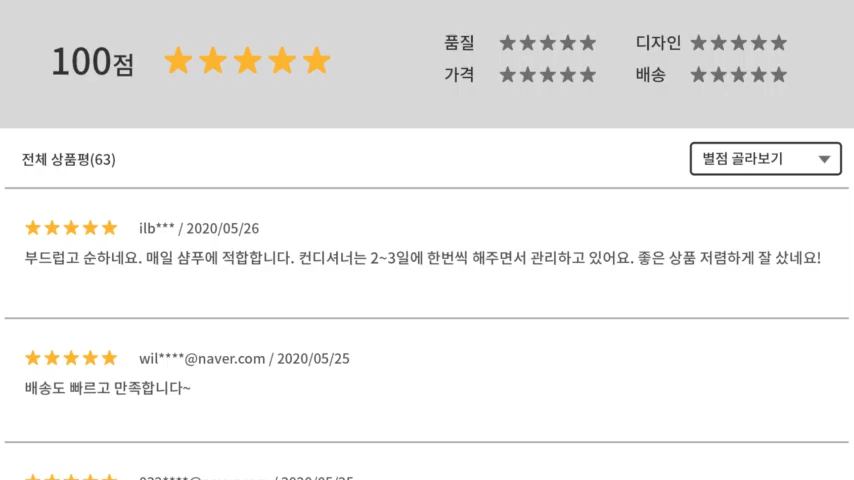 100점
품질
디자인
가격
배송
전체 상품평(63)
별점 골라보기
ilb*** / 2020/05/26
부드럽고 순하네요. 매일 샴푸에 적합합니다. 컨디셔너는 2~3일에 한번씩 해주면서 관리하고 있어요. 좋은 상품 저렴하게 잘 샀네요!
wil****@naver.com / 2020/05/25
배송도 빠르고 만족합니다~
/ 2020/05/25